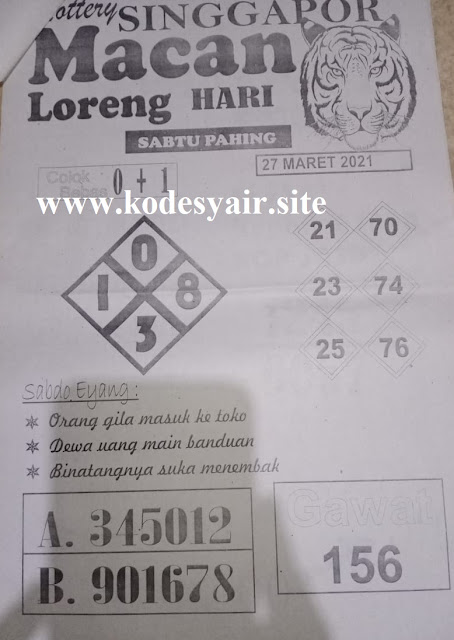 Lottery SINGGAPOR
Macan
Loreng HARI
SABTU PAHING
27 MARET 2021
Colok
Bebas 0 + 1
www.kodesyair.site
0
1 8
3
21 70
23 74
25 76
Sabdo Eyang :
Orang gila masuk ke toko
Dewa uang main banduan
Binatangnya suka menembak
A. 345012
B. 901678
Gawat
156